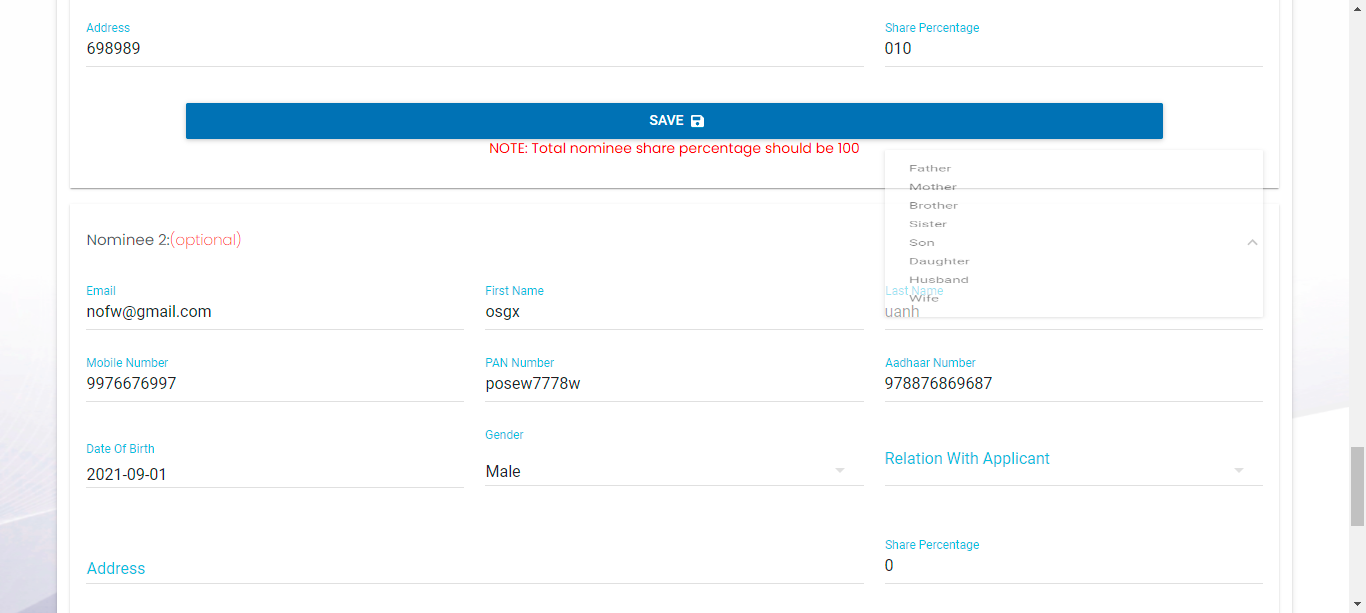 Address
Share Percentage
698989
010
SAVE
NOTE: Total nominee share percentage should be 100
Father
Mother
Brother
Sister
Son
Daughter
Husband
Wife
Nominee 2:(optional)
Email
First Name
Last Name
nofw@gmail.com
osgx
uanh
Mobile Number
PAN Number
Aadhaar Number
9976676997
posew7778w
978876869687
Date Of Birth
Gender
Relation With Applicant
2021-09-01
Male
Address
Share Percentage
0